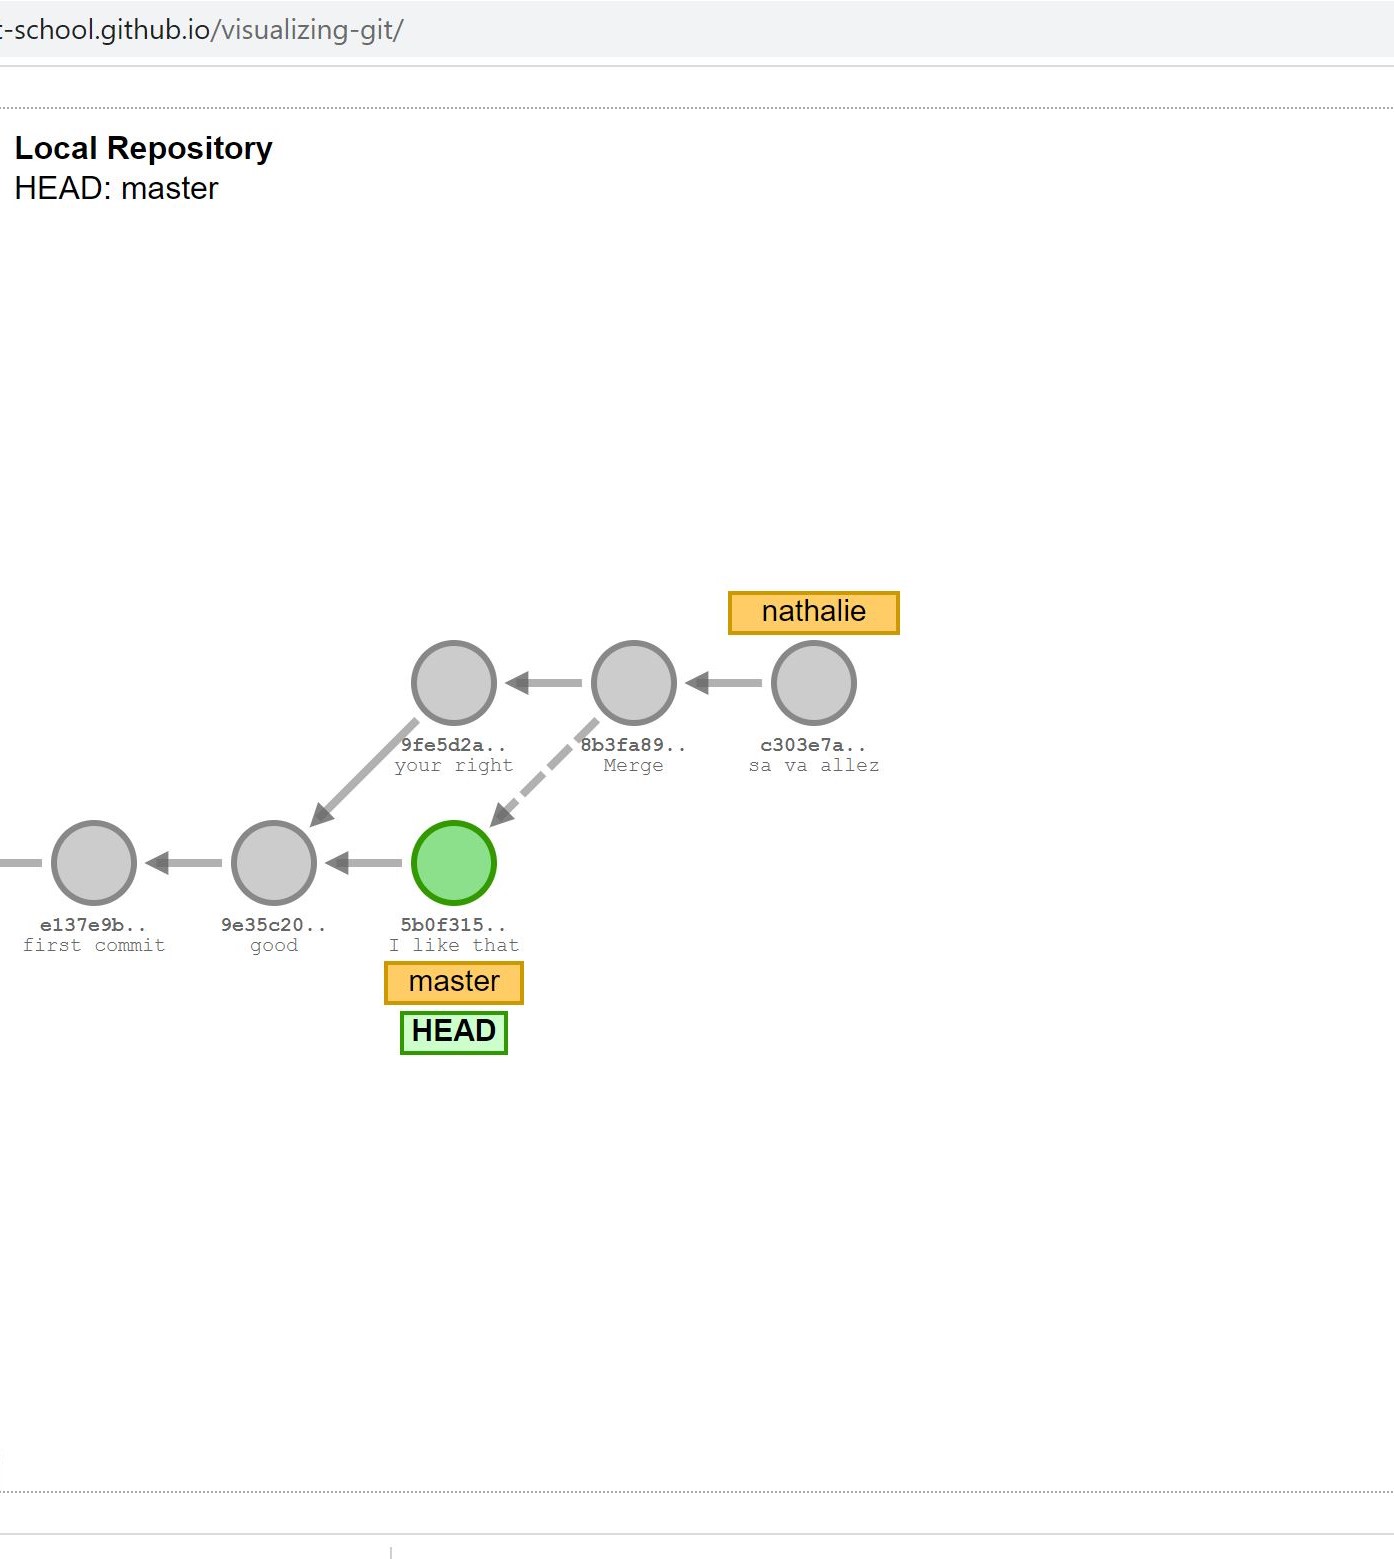 t-school.github.io/visualizing-git/
Local Repository
HEAD: master
nathalie
9fe5d2a..
your right
8b3fa89..
Merge
c303e7a..
sa va allez
e137e9b..
first commit
9e35c20..
good
5b0f315..
I like that
master
HEAD